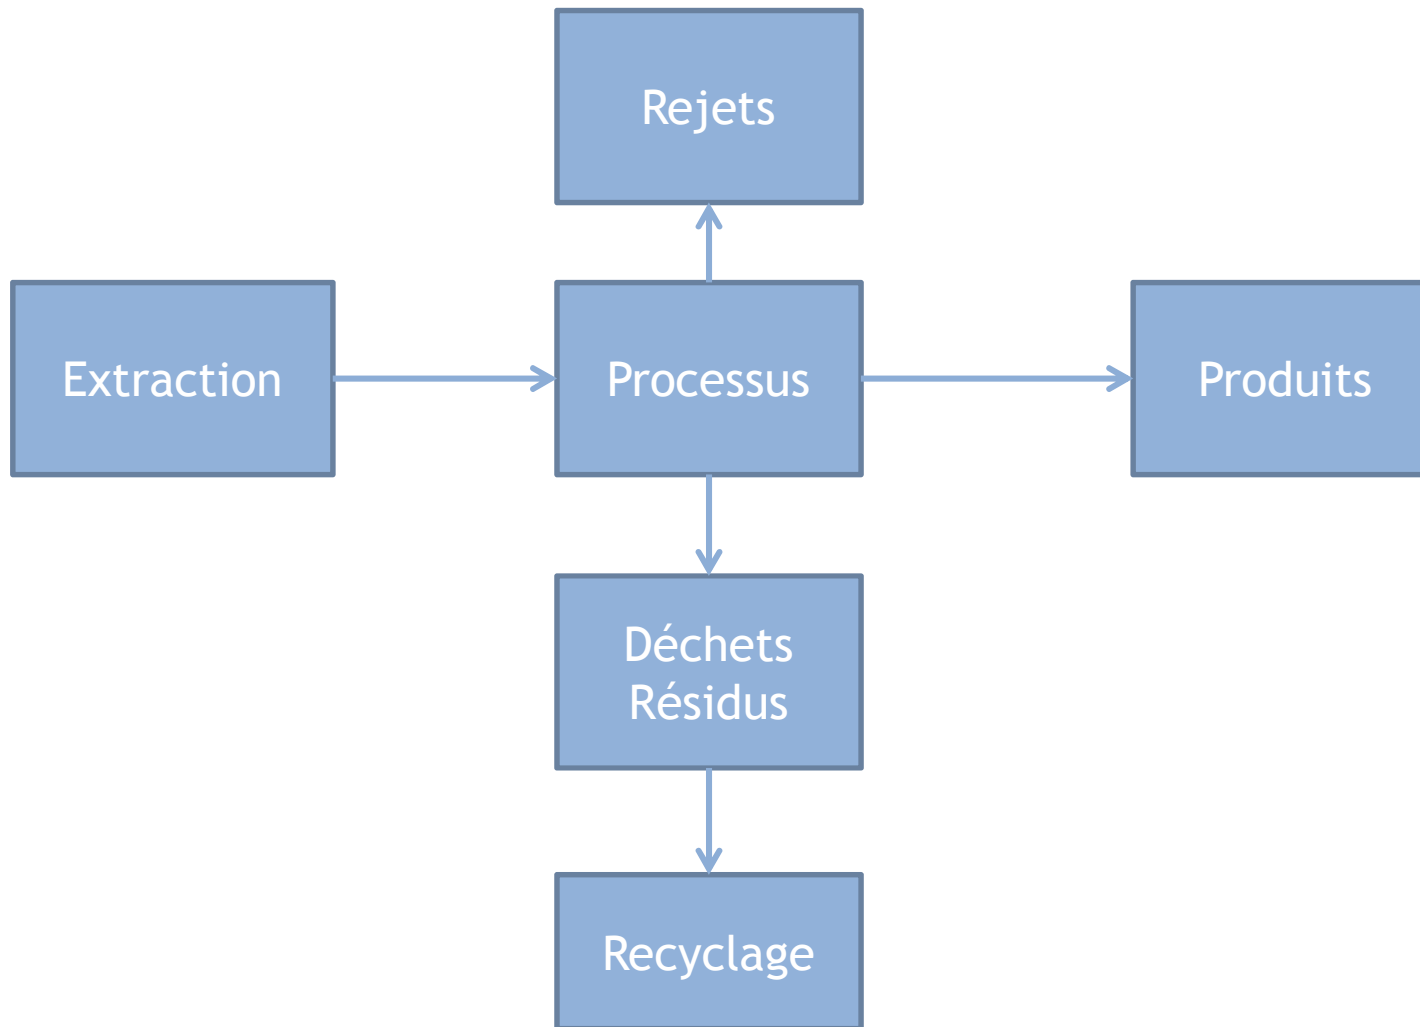 Rejets
Extraction
Processus
Produits
Déchets
Résidus
Recyclage